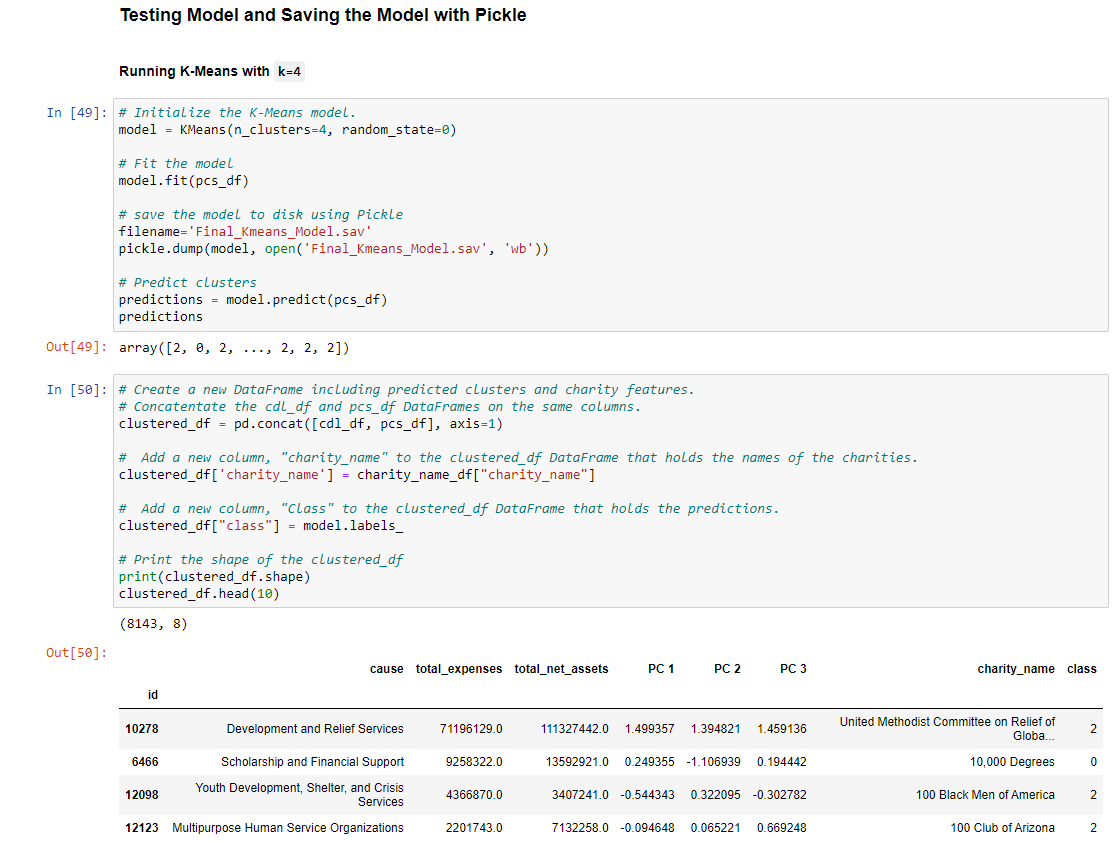 Testing Model and Saving the Model with Pickle
Running K-Means with k=4
In [49]:
# Initialize the K-Means model.
model = KMeans(n_clusters=4, random_state=0)
# Fit the model
model.fit(pcs_df)
# save the model to disk using Pickle
filename='Final_Kmeans_Model.sav'
pickle.dump(model, open('Final_Kmeans_Model.sav', 'wb'))
# Predict clusters
predictions = model.predict(pcs_df)
predictions
Out[49]: array([2, 0, 2, ..., 2, 2, 2])
In [50]:
# Create a new DataFrame including predicted clusters and charity features.
# Concatentate the cdl_df and pcs_df DataFrames on the same columns.
clustered_df = pd.concat([cdl_df, pcs_df], axis=1)
#  Add a new column, "charity_name" to the clustered_df DataFrame that holds the names of the charities.
clustered_df['charity_name'] = charity_name_df["charity_name"]
#  Add a new column, "Class" to the clustered_df DataFrame that holds the predictions.
clustered_df["class"] = model.labels_
# Print the shape of the clustered_df
print(clustered_df.shape)
clustered_df.head(10)
(8143, 8)
Out[50]:
cause total_expenses total_net_assets PC 1 PC 2 PC 3 charity_name class
id
10278 Development and Relief Services 71196129.0 111327442.0 1.499357 1.394821 1.459136 United Methodist Committee on Relief of
Globa... 2
6466 Scholarship and Financial Support 9258322.0 13592921.0 0.249355 -1.106939 0.194442 10,000 Degrees 0
12098 Youth Development, Shelter, and Crisis
Services 4366870.0 3407241.0 -0.544343 0.322095 -0.302782 100 Black Men of America 2
12123 Multipurpose Human Service Organizations 2201743.0 7132258.0 -0.094648 0.065221 0.669248 100 Club of Arizona 2